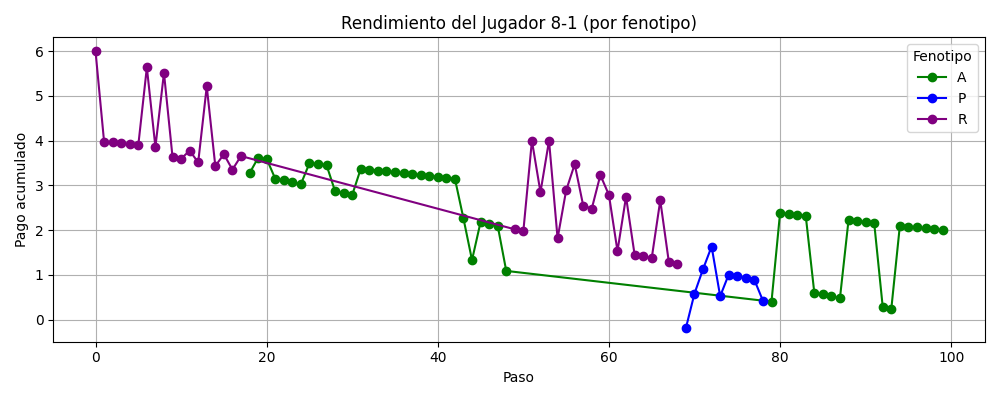 Rendimiento del Jugador 8-1 (por fenotipo)
Pago acumulado
6
5
4
3
2
1
0
Fenotipo
A
P
R
0 20 40 60 80 100
Paso